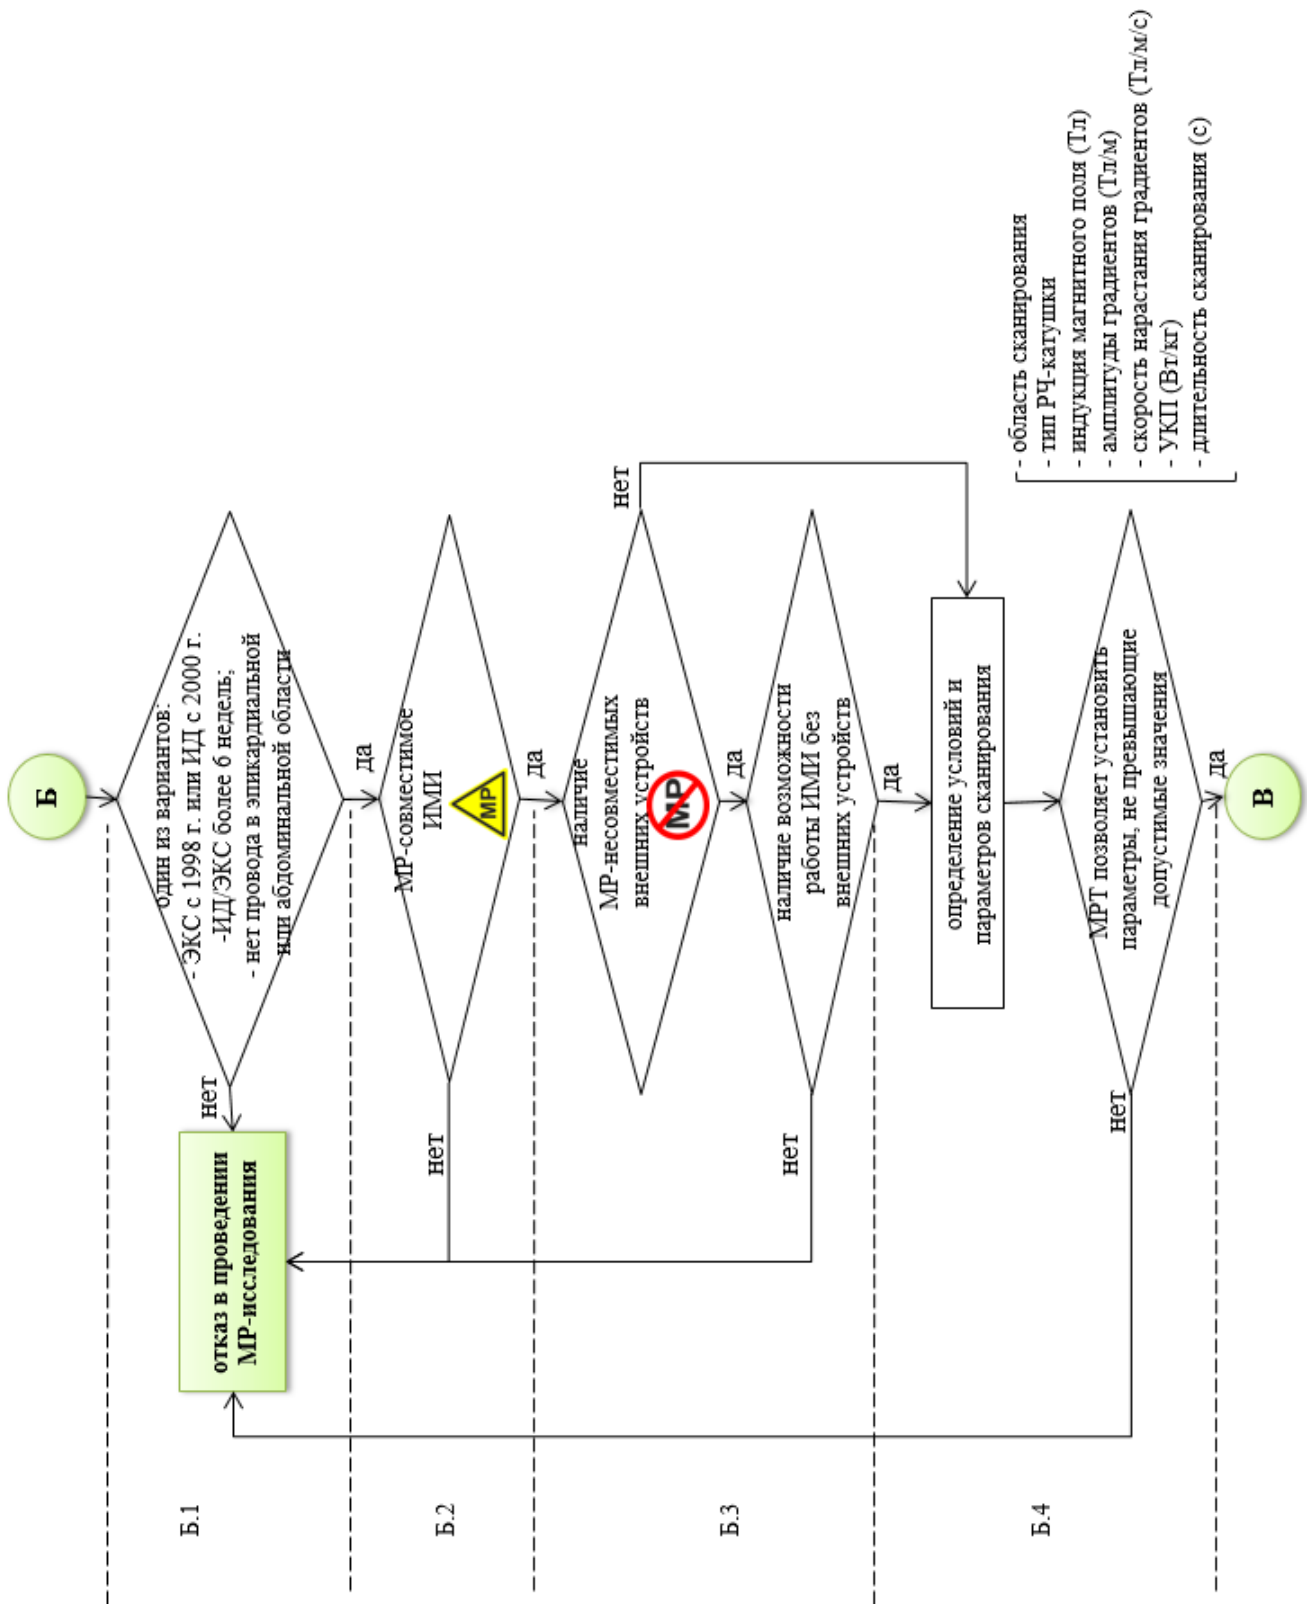 Б
один из вариантов:
- ЭКС с 1998 г. или ИД с 2000 г.
-ИД/ЭКС более 6 недель;
- нет провода в эпикардиальной
или абдоминальной области
нет
отказ в проведении
МР-исследования
да
Б.1
МР-совместимое
ИМИ
МР
нет
да
Б.2
наличие
МР-несовместимых
внешних устройств
МР
нет
да
наличие возможности
работы ИМИ без
внешних устройств
нет
да
Б.3
определение условий и
параметров сканирования
МРТ позволяет установить
параметры, не превышающие
допустимые значения
- область сканирования
- тип РЧ-катушки
- индукция магнитного поля (Тл)
- амплитуды градиентов (Тл/м)
- скорость нарастания градиентов (Тл/м/с)
- УКП (Вт/кг)
- длительность сканирования (с)
нет
да
Б.4
В